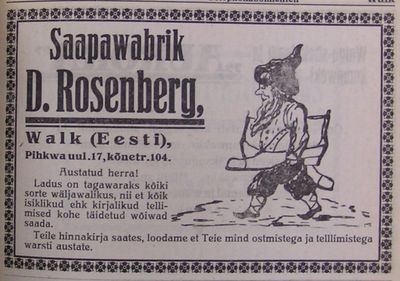 Walk
Saapawabrik
D. Rosenberg,
Walk (Eesti),
Pihkwa uul. 17, kõnetr. 104.
Austatud herra!
Ladus on tagawaraks kõiki
sorte wäljawalikus, nii et kõik
isiklikud ehk kirjalikud telli-
mised kohe täidetud wõiwad
saada.
Teile hinnakirja saates, loodame et Teie mind ostmistega ja telllimistega
warsti austate.